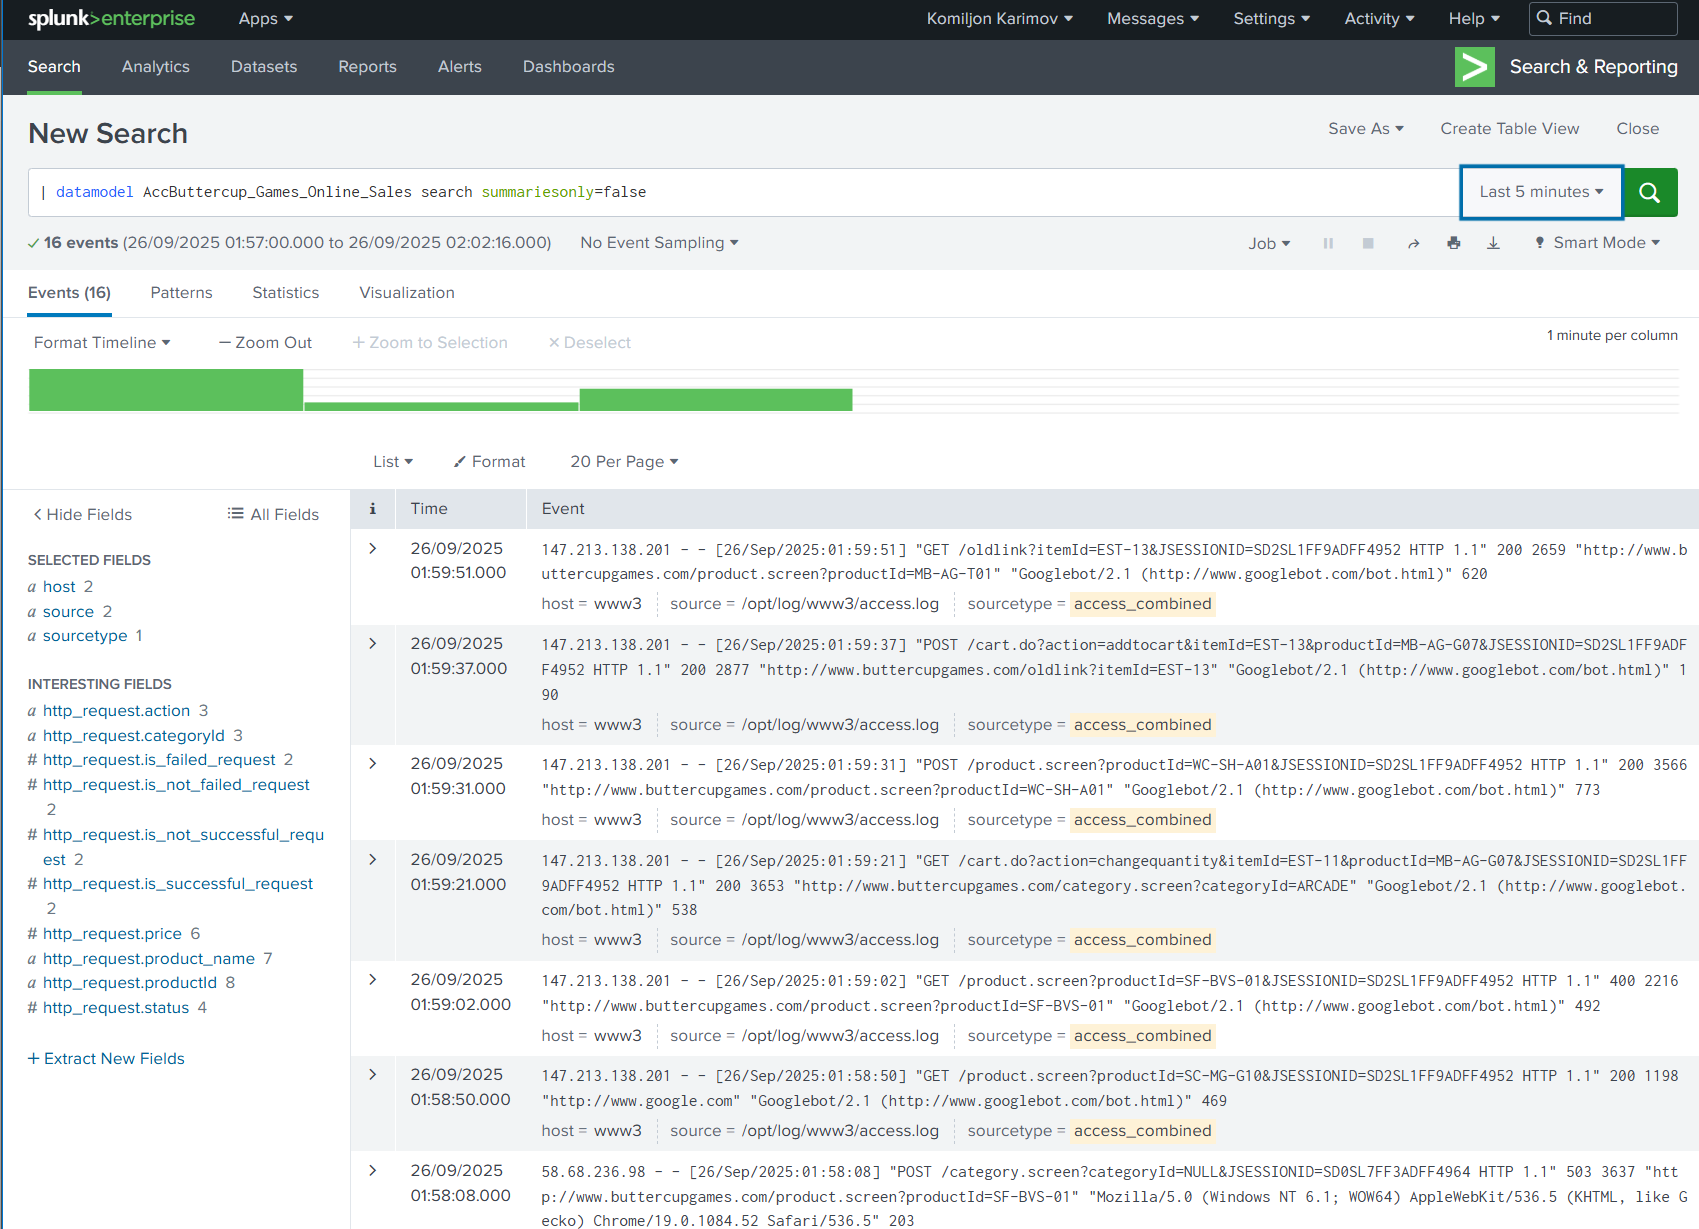 splunk>enterprise Apps Komiljon Karimov Messages Settings Activity Help Find
Search Analytics Datasets Reports Alerts Dashboards Search & Reporting
New Search Save As Create Table View Close
| datamodel AccButtercup_Games_Online_Sales search summariesonly=false Last 5 minutes
16 events (26/09/2025 01:57:00.000 to 26/09/2025 02:02:16.000) No Event Sampling Job Smart Mode
Events (16) Patterns Statistics Visualization
Format Timeline — Zoom Out + Zoom to Selection × Deselect 1 minute per column
List Format 20 Per Page
< Hide Fields All Fields
SELECTED FIELDS
a host 2
a source 2
a sourcetype 1
INTERESTING FIELDS
a http_request.action 3
a http_request.categoryId 3
# http_request.is_failed_request 2
# http_request.is_not_failed_request
2
# http_request.is_not_successful_requ
est 2
# http_request.is_successful_request
2
# http_request.price 6
a http_request.product_name 7
a http_request.productId 8
# http_request.status 4
+ Extract New Fields
i Time Event
> 26/09/2025 147.213.138.201 - - [26/Sep/2025:01:59:51] "GET /oldlink?itemId=EST-13&JSESSIONID=SD2SL1FF9ADFF4952 HTTP 1.1" 200 2659 "http://www.b
01:59:51.000 uttercupgames.com/product.screen?productId=MB-AG-T01" "Googlebot/2.1 (http://www.googlebot.com/bot.html)" 620
host = www3 source = /opt/log/www3/access.log sourcetype = access_combined
> 26/09/2025 147.213.138.201 - - [26/Sep/2025:01:59:37] "POST /cart.do?action=addtocart&itemId=EST-13&productId=MB-AG-G07&JSESSIONID=SD2SL1FF9ADF
01:59:37.000 F4952 HTTP 1.1" 200 2877 "http://www.buttercupgames.com/oldlink?itemId=EST-13" "Googlebot/2.1 (http://www.googlebot.com/bot.html)" 1
90
host = www3 source = /opt/log/www3/access.log sourcetype = access_combined
> 26/09/2025 147.213.138.201 - - [26/Sep/2025:01:59:31] "POST /product.screen?productId=WC-SH-A01&JSESSIONID=SD2SL1FF9ADFF4952 HTTP 1.1" 200 3566
01:59:31.000 "http://www.buttercupgames.com/product.screen?productId=WC-SH-A01" "Googlebot/2.1 (http://www.googlebot.com/bot.html)" 773
host = www3 source = /opt/log/www3/access.log sourcetype = access_combined
> 26/09/2025 147.213.138.201 - - [26/Sep/2025:01:59:21] "GET /cart.do?action=changequantity&itemId=EST-11&productId=MB-AG-G07&JSESSIONID=SD2SL1FF
01:59:21.000 9ADFF4952 HTTP 1.1" 200 3653 "http://www.buttercupgames.com/category.screen?categoryId=ARCADE" "Googlebot/2.1 (http://www.googlebot.
com/bot.html)" 538
host = www3 source = /opt/log/www3/access.log sourcetype = access_combined
> 26/09/2025 147.213.138.201 - - [26/Sep/2025:01:59:02] "GET /product.screen?productId=SF-BVS-01&JSESSIONID=SD2SL1FF9ADFF4952 HTTP 1.1" 400 2216
01:59:02.000 "http://www.buttercupgames.com/product.screen?productId=SF-BVS-01" "Googlebot/2.1 (http://www.googlebot.com/bot.html)" 492
host = www3 source = /opt/log/www3/access.log sourcetype = access_combined
> 26/09/2025 147.213.138.201 - - [26/Sep/2025:01:58:50] "GET /product.screen?productId=SC-MG-G10&JSESSIONID=SD2SL1FF9ADFF4952 HTTP 1.1" 200 1198
01:58:50.000 "http://www.google.com" "Googlebot/2.1 (http://www.googlebot.com/bot.html)" 469
host = www3 source = /opt/log/www3/access.log sourcetype = access_combined
> 26/09/2025 58.68.236.98 - - [26/Sep/2025:01:58:08] "POST /category.screen?categoryId=NULL&JSESSIONID=SD0SL7FF3ADFF4964 HTTP 1.1" 503 3637 "htt
01:58:08.000 p://www.buttercupgames.com/product.screen?productId=SF-BVS-01" "Mozilla/5.0 (Windows NT 6.1; WOW64) AppleWebKit/536.5 (KHTML, like G
ecko) Chrome/19.0.1084.52 Safari/536.5" 203